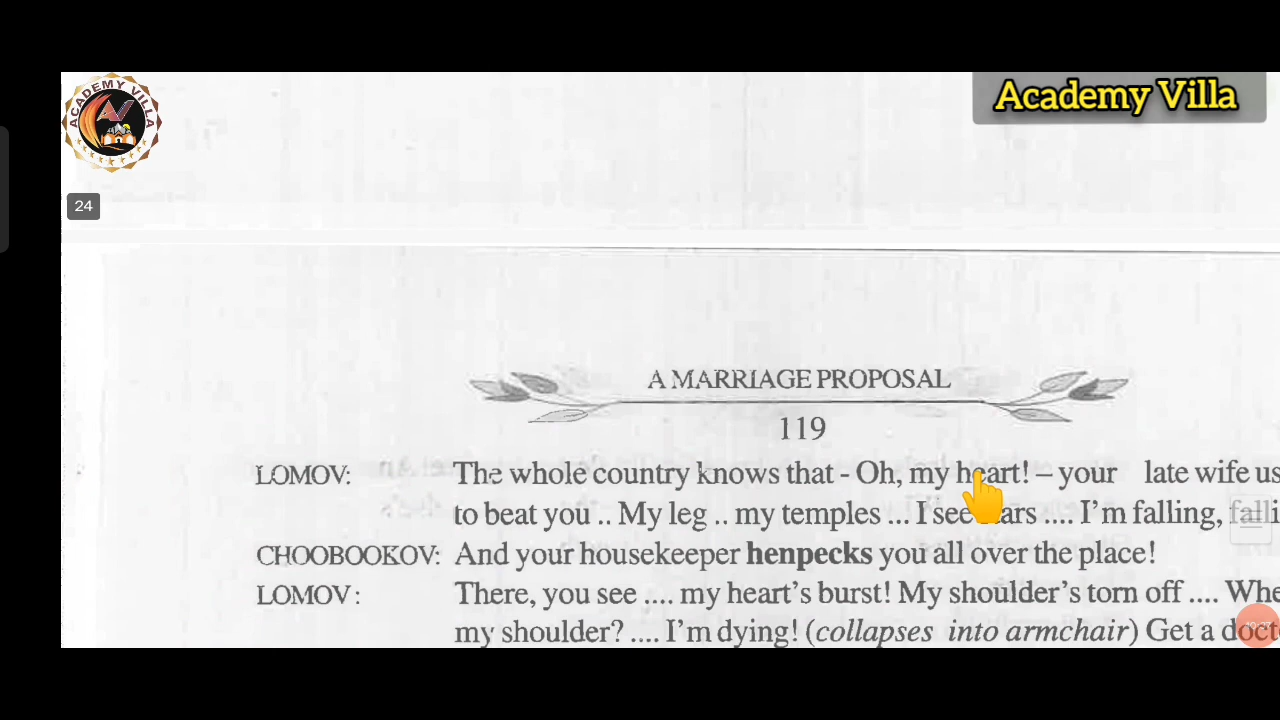 ACADEMY VILLA
Academy Villa
24
A MARRIAGE PROPOSAL
119
LOMOV: The whole country knows that - Oh, my heart! – your late wife us
to beat you .. My leg .. my temples ... I see stars .... I'm falling, falli
CHOOBOOKOV: And your housekeeper henpecks you all over the place!
LOMOV : There, you see .... my heart's burst! My shoulder's torn off .... Whe
my shoulder? .... I'm dying! (collapses into armchair) Get a doct